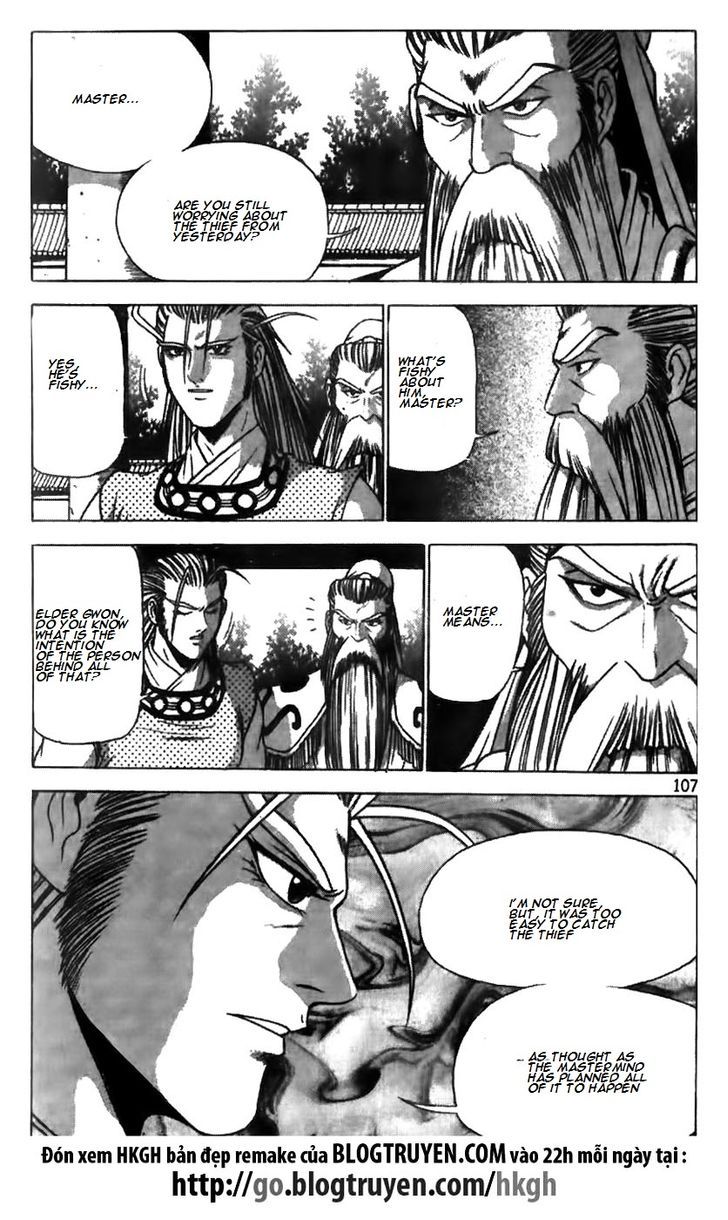 MASTER...
ARE YOU STILL
WORRYING ABOUT
THE THIEF FROM
YESTERDAY?
YES,
HE'S
FISHY...
WHAT'S
FISHY
ABOUT
HIM,
MASTER?
ELDER GWON,
DO YOU KNOW
WHAT IS THE
INTENTION
OF THE PERSON
BEHIND ALL
OF THAT?
MASTER
MEANS...
107
I'M NOT SURE,
BUT, IT WAS TOO
EASY TO CATCH
THE THIEF
... AS THOUGHT AS
THE MASTERMIND
HAS PLANNED ALL
OF IT TO HAPPEN
Đón xem HKGH bản đẹp remake của BLOGTRUYEN.COM vào 22h mỗi ngày tại :
http://go.blogtruyen.com/hkgh